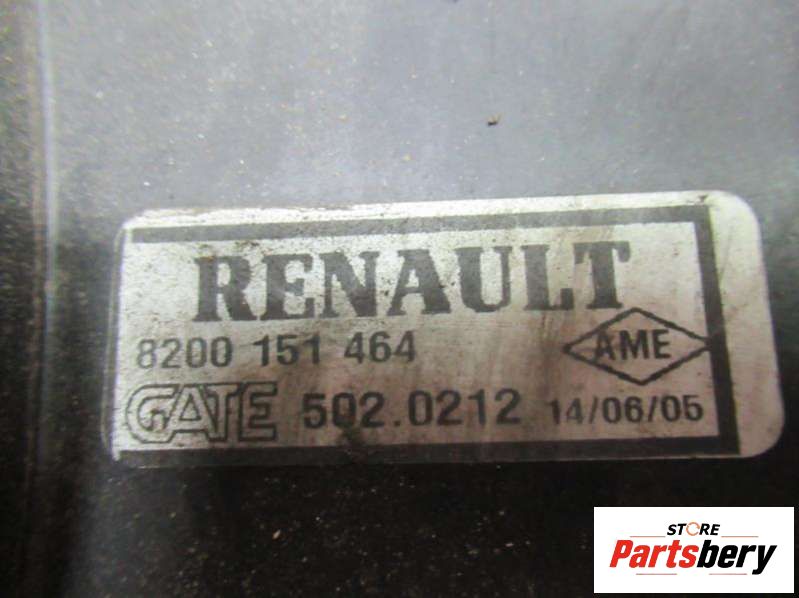 RENAULT
8200 151 464
AME
GATE 502.0212 14/06/05
STORE
Partsbery